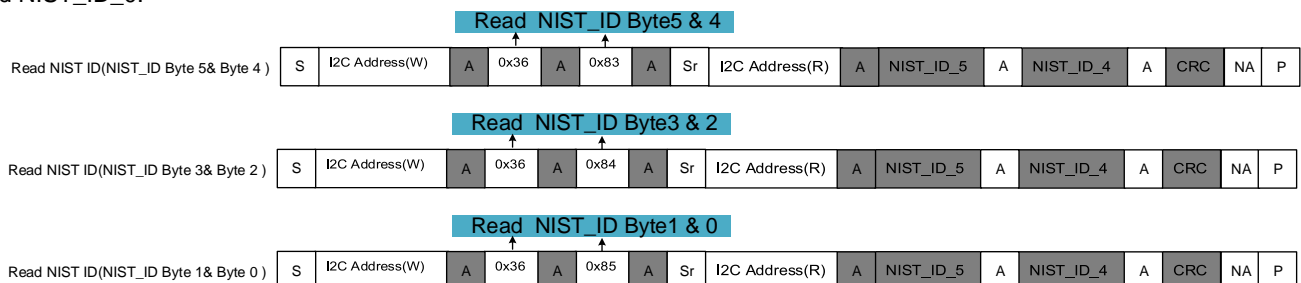 Read NIST_ID Byte5 & 4
Read NIST ID(NIST_ID Byte 5& Byte 4 ) S I2C Address(W) A 0x36 A 0x83 A Sr I2C Address(R) A NIST_ID_5 A NIST_ID_4 A CRC NA P
Read NIST_ID Byte3 & 2
Read NIST ID(NIST_ID Byte 3& Byte 2 ) S I2C Address(W) A 0x36 A 0x84 A Sr I2C Address(R) A NIST_ID_5 A NIST_ID_4 A CRC NA P
Read NIST_ID Byte1 & 0
Read NIST ID(NIST_ID Byte 1& Byte 0 ) S I2C Address(W) A 0x36 A 0x85 A Sr I2C Address(R) A NIST_ID_5 A NIST_ID_4 A CRC NA P